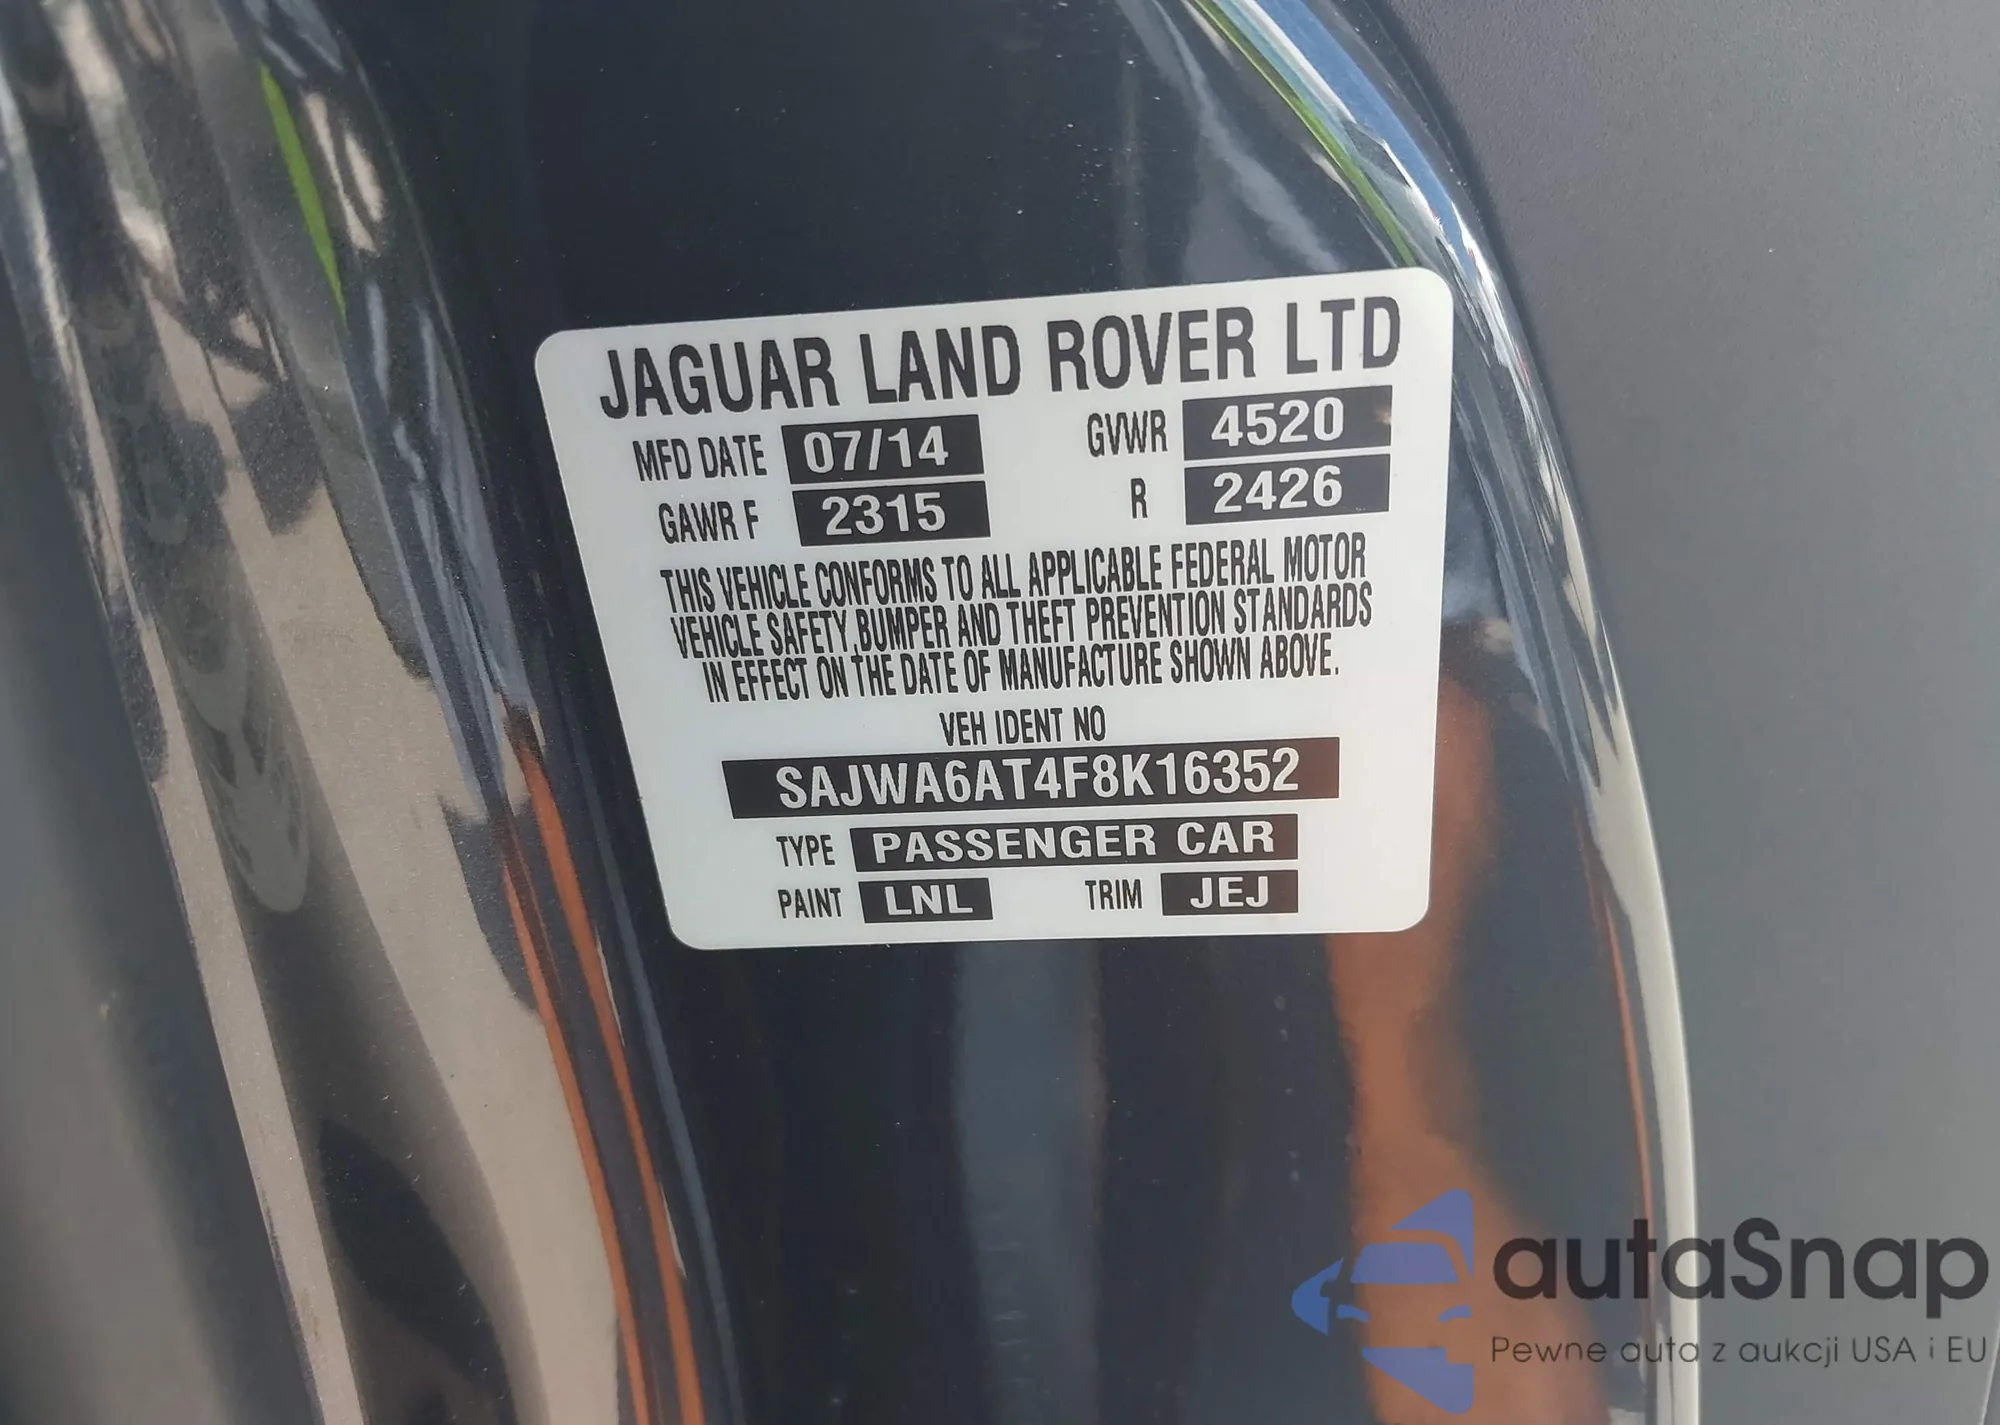 JAGUAR LAND ROVER LTD
MFD DATE 07/14 GVWR 4520
GAWR F 2315 R 2426
THIS VEHICLE CONFORMS TO ALL APPLICABLE FEDERAL MOTOR
VEHICLE SAFETY, BUMPER AND THEFT PREVENTION STANDARDS
IN EFFECT ON THE DATE OF MANUFACTURE SHOWN ABOVE.
VEH IDENT NO
SAJWA6AT4F8K16352
TYPE PASSENGER CAR
PAINT LNL TRIM JEJ
autaSnap
Pewne auta z aukcji USA i EU